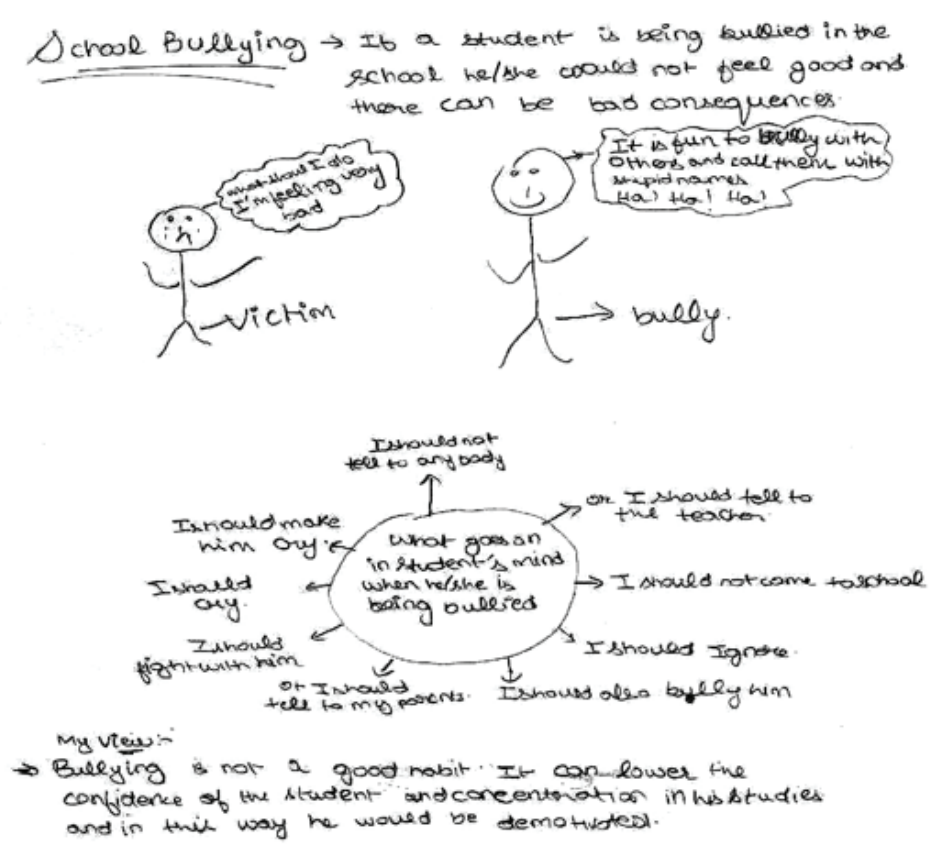 School Bullying → If a student is being bullied in the
school he/she could not feel good and
there can be bad consequences.
what shoul I do
I'm feeling very
bad
It is fun to bully with
others and call them with
stupid names
Ha! Ha! Ha!
Victim
bully.
I should not
tell to any body
or I should tell to
the teacher.
I should make
him cry.
What goes on
in student's mind
when he/she is
being bullied
I should
cry.
I should not come to school
I should
fight with him
I should Ignore.
or I should
tell to my parents.
I should also bully him
My View:-
→ Bullying is not a good habit. It can lower the
confidence of the student and concentration in his studies
and in this way he would be demotivated.